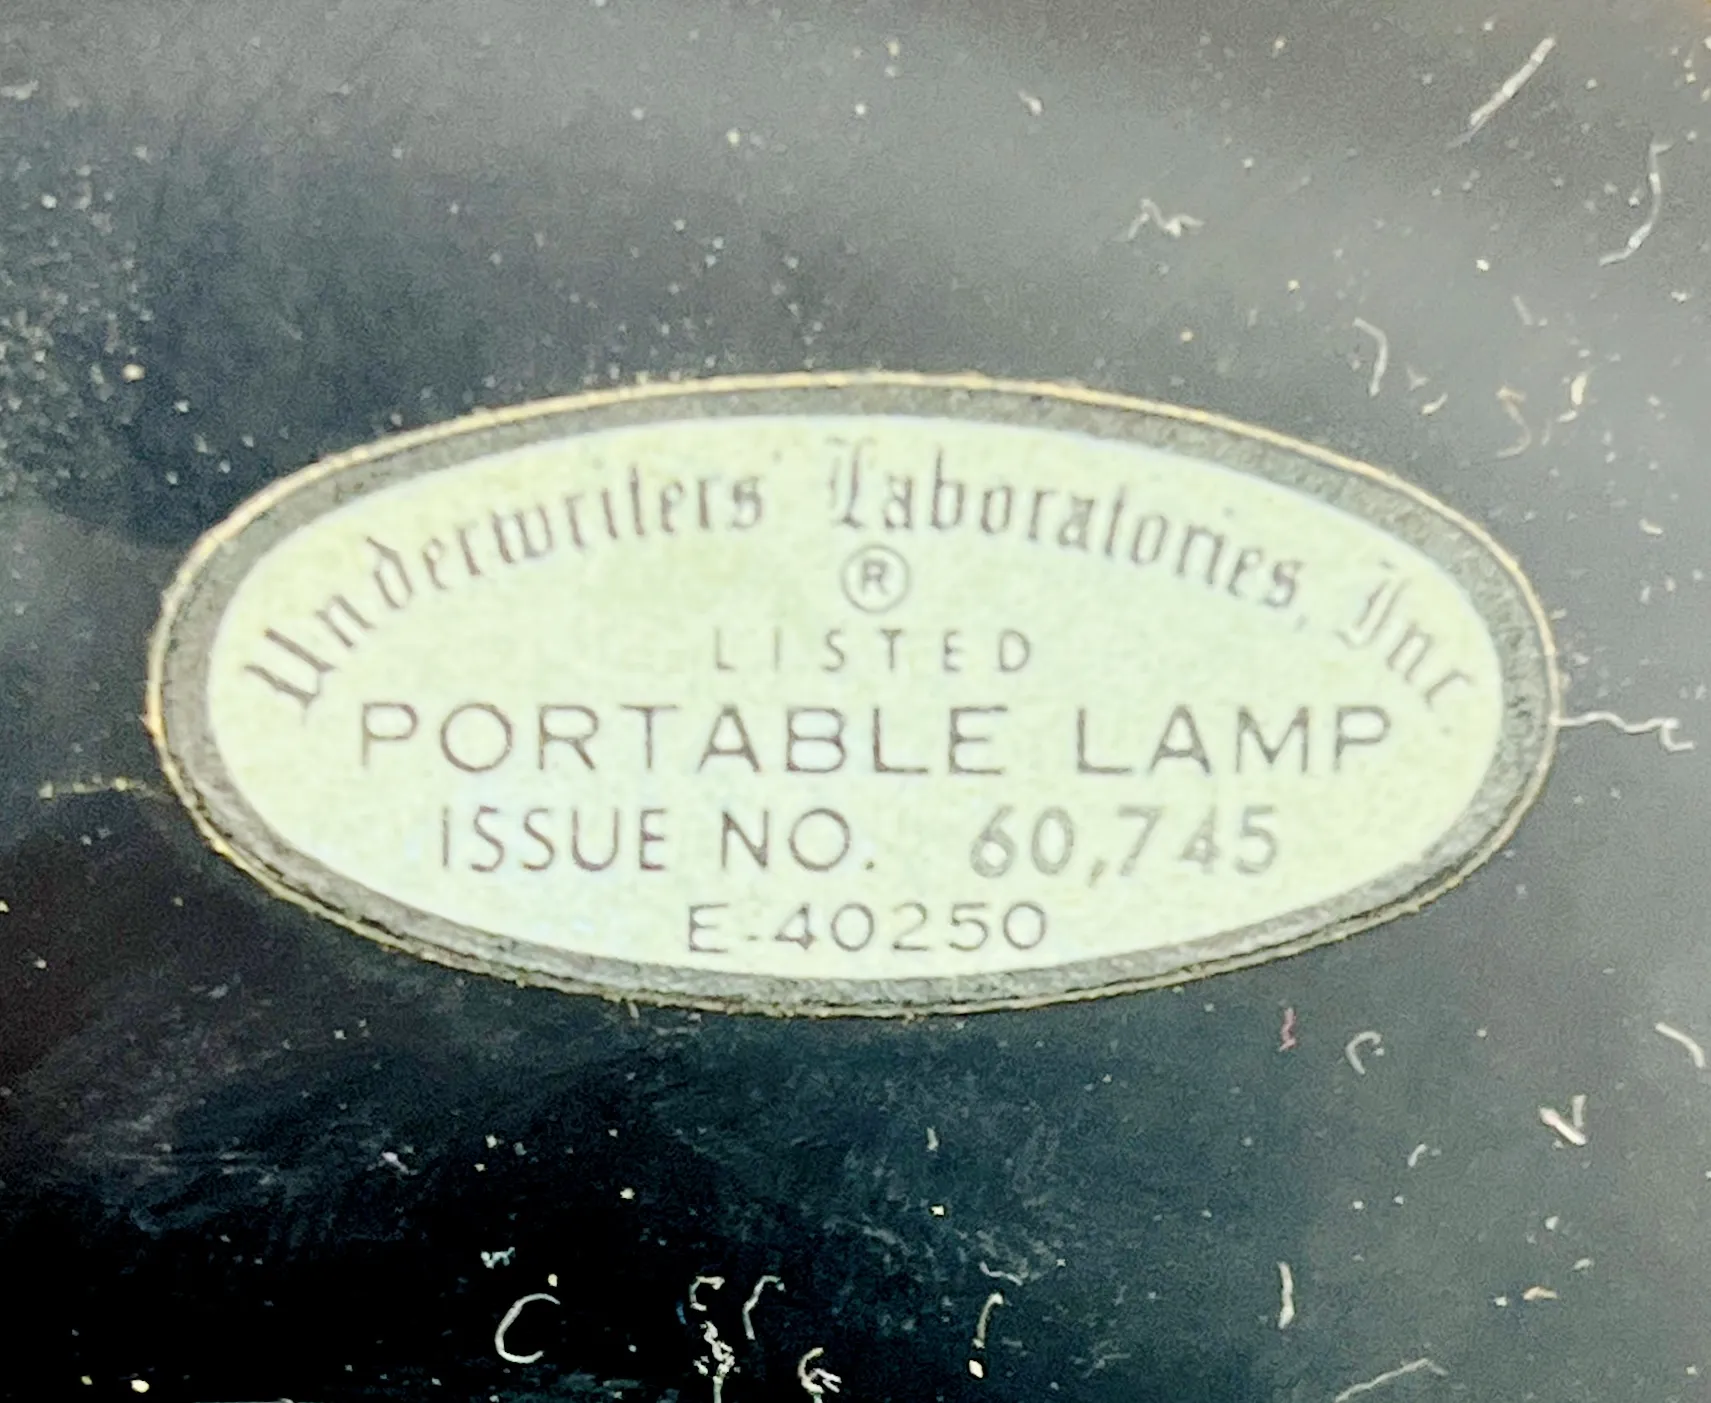 Underwriters Laboratories, Inc.
®
LISTED
PORTABLE LAMP
ISSUE NO. 60,745
E-40250